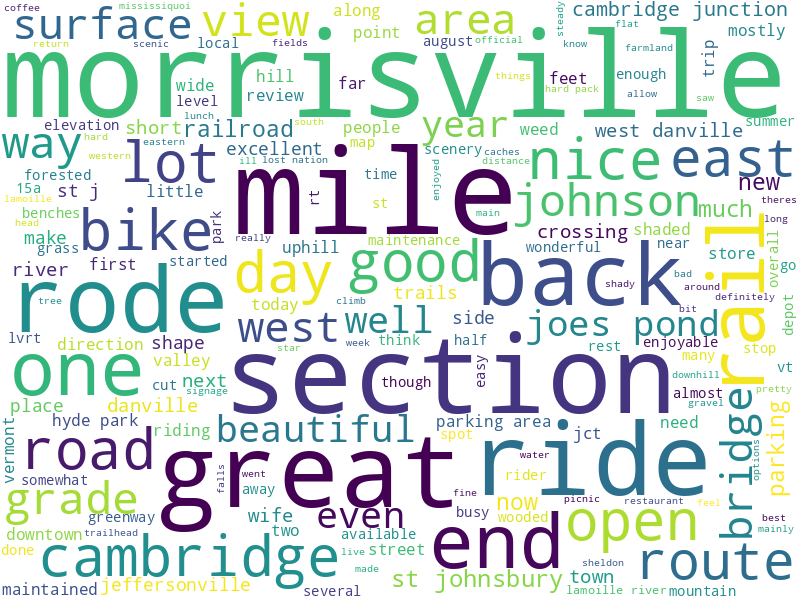 coffee
mississiquoi
surface
view
along
area
point
steady
cambridge junction
flat
return
scenic
fields
local
august
official
know
mostly
farmland
trip
morrisville
wide
level
hill
review
far
feet
enough
hard pack
allow
saw
things
elevation
lunch
short
railroad
people
year
weed
west danville
summer
way
hard
eastern
western
lot
excellent
south
map
scenery
caches
nice
east
forested
ill
lost nation
time
distance
mile
enjoyed
new
theres
15a
st j
little
rt
st
main
johnson
much
long
lamoille
benches
park
bike
head
make
grass
really
uphill
maintenance
crossing
shaded
wonderful
near
store
overall
go
river
first
started
day
good
back
shady
bad
around
definitely
rail
rode
tree
today
climb
trails
bit
depot
lvrt
direction
shape
west
well
side
joes pond
star
week
think
half
rest
enjoyable
many
stop
one
valley
section
easy
though
downhill
vt
cut
next
signage
almost
pretty
place
danville
gravel
vermont
hyde park
riding
beautiful
parking area
spot
jct
need
bridge
options
parking
road
great
ride
somewhat
falls
went
away
water
rider
grade
greenway
wife
fine
now
picnic
restaurant
feel
best
downtown
trailhead
two
even
busy
wooded
open
mainly
done
cambridge
available
live
street
end
sheldon
route
maintained
jeffersonville
made
several
st johnsbury
town
lamoille river
mountain